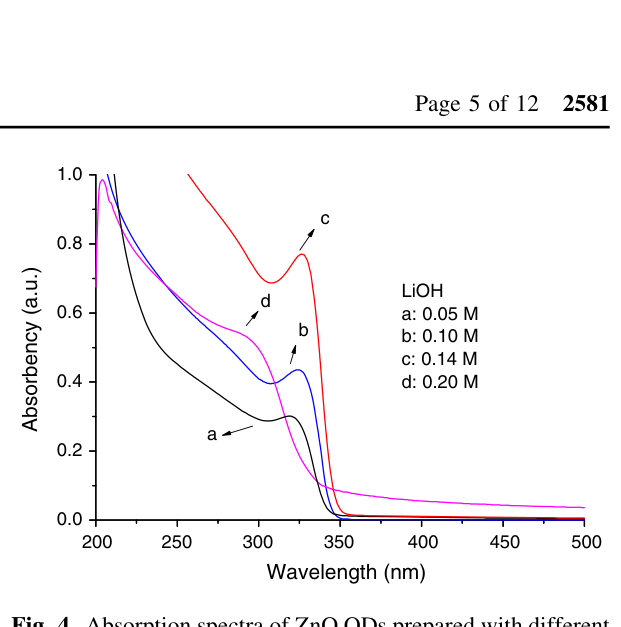 Page 5 of 12 2581
1.0
0.8
0.6
0.4
0.2
0.0
Absorbency (a.u.)
c
d
b
a
LiOH
a: 0.05 M
b: 0.10 M
c: 0.14 M
d: 0.20 M
200 250 300 350 400 450 500
Wavelength (nm)
Fig. 4 Absorption spectra of ZnO QDs prepared with different